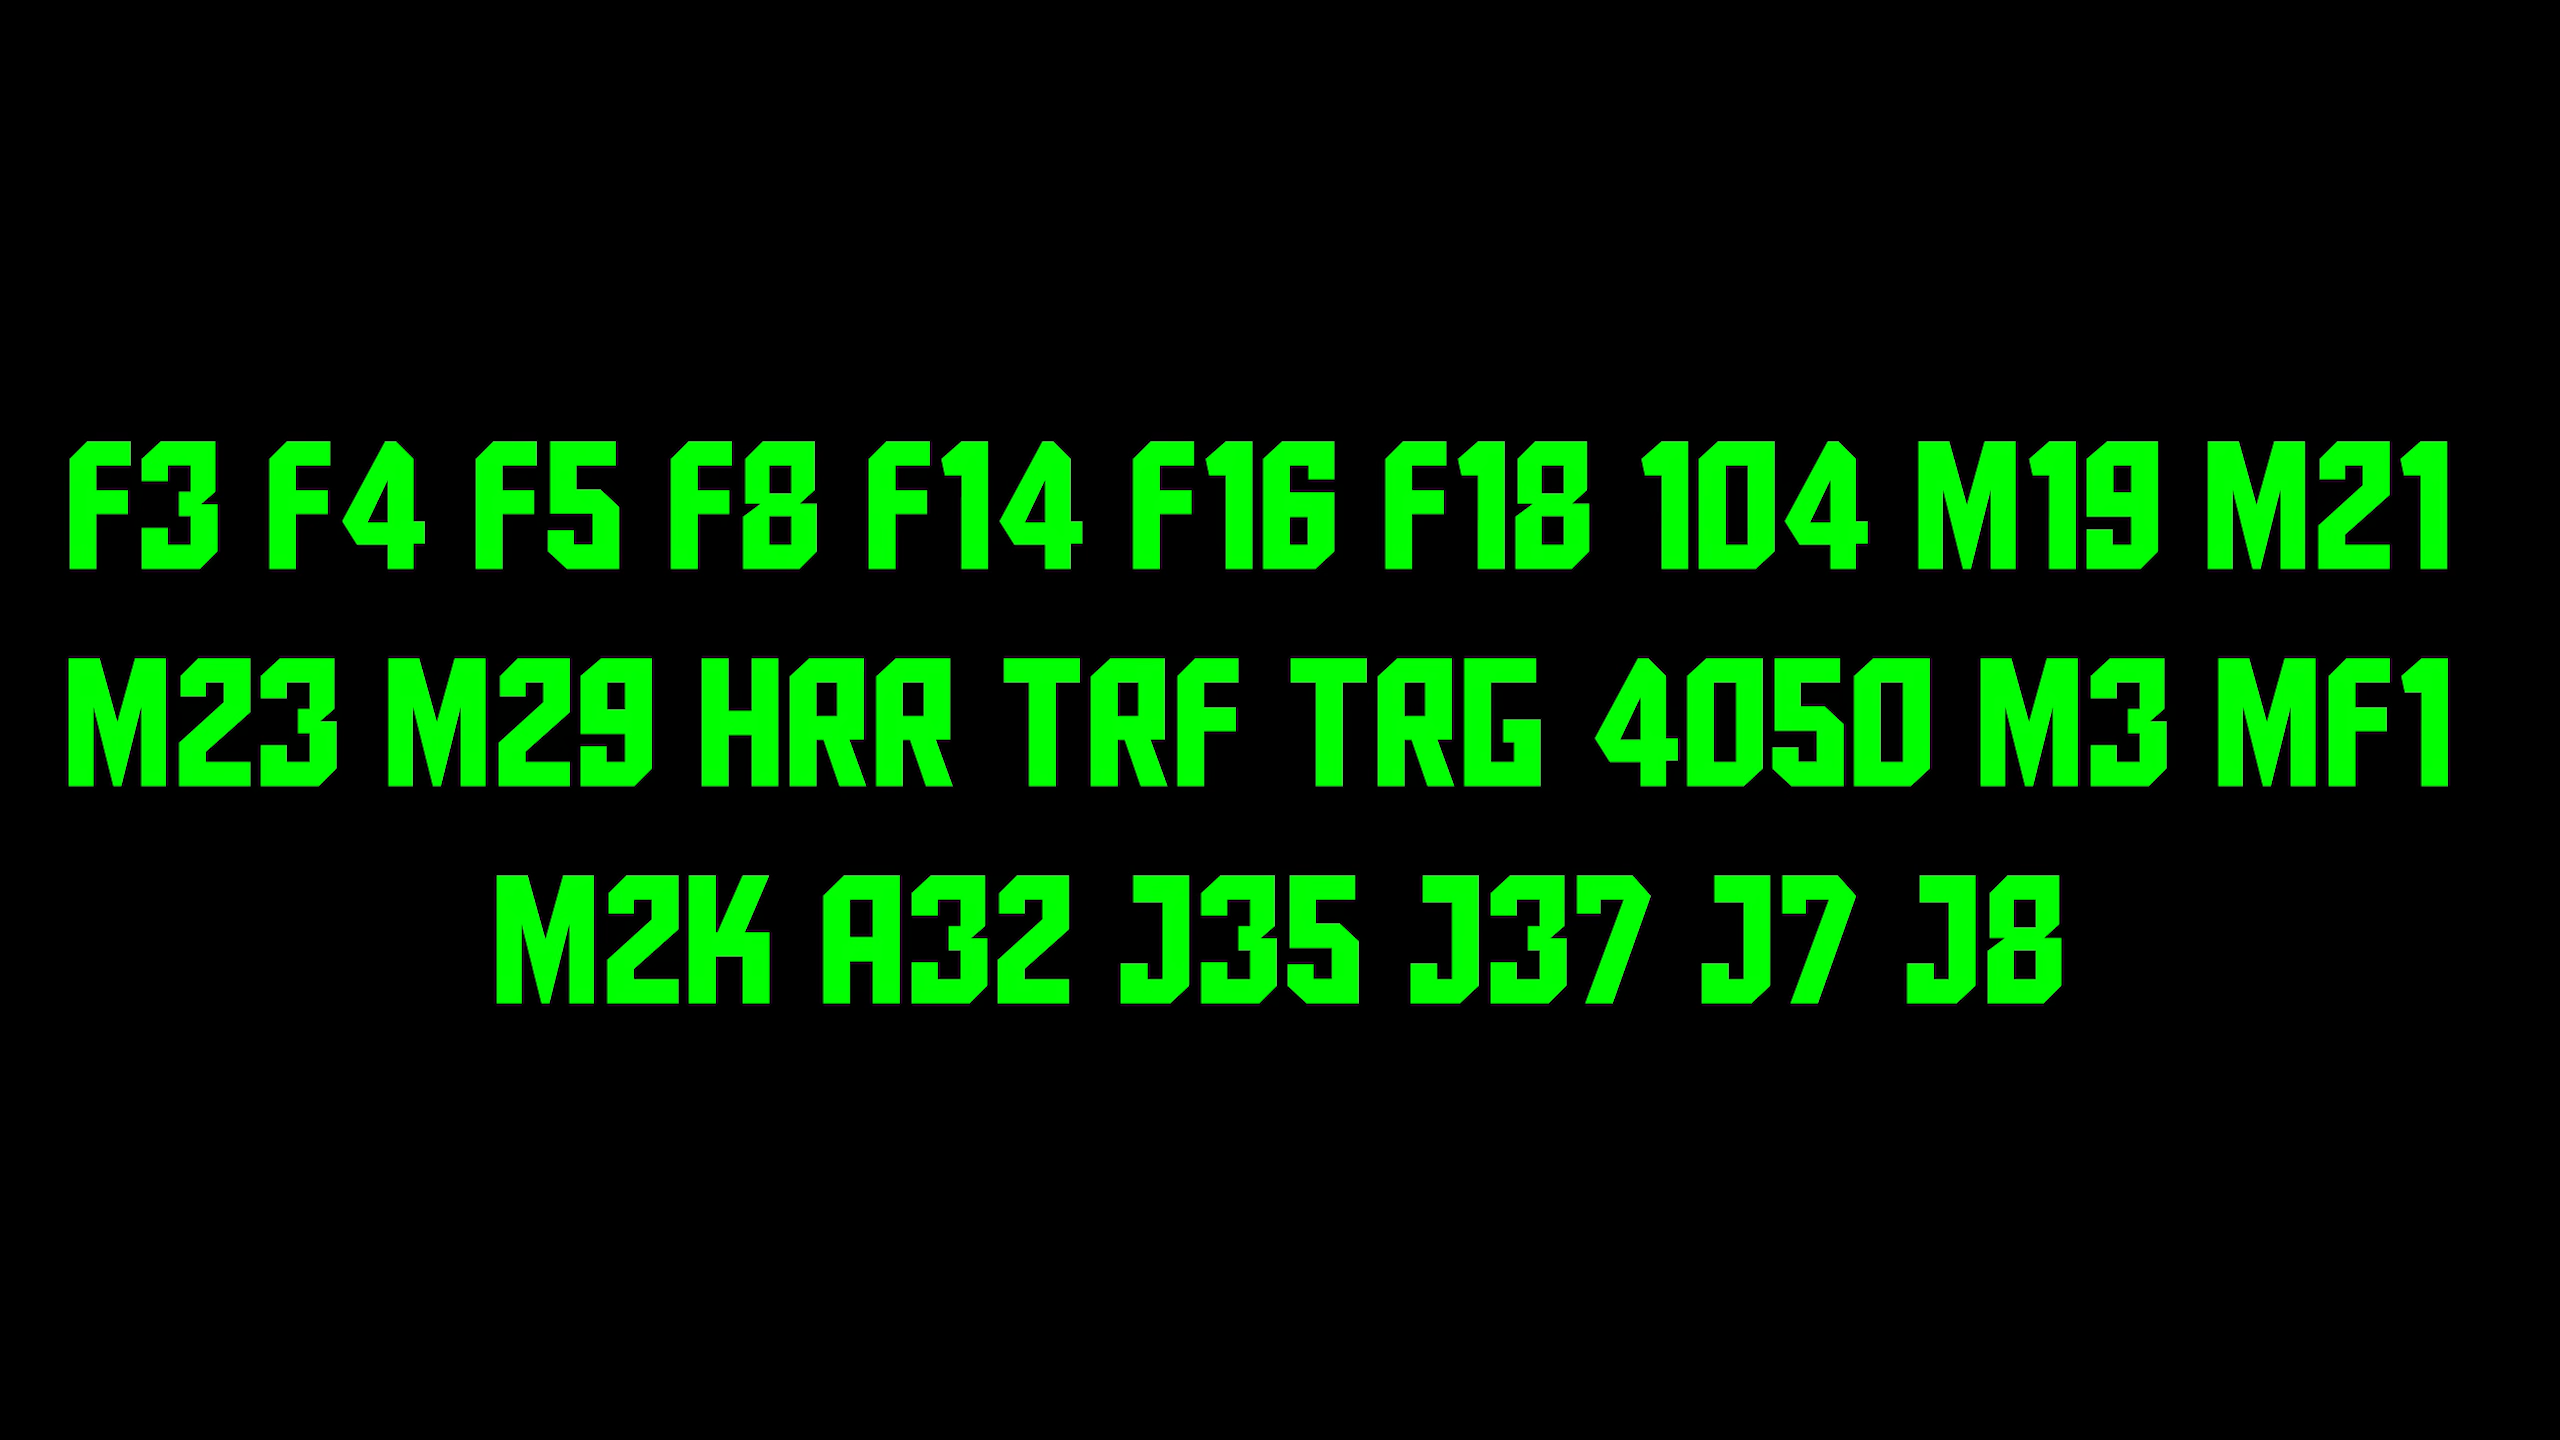 F3 F4 F5 F8 F14 F16 F18 104 M19 M21
M23 M29 HRR TRF TRG 4050 M3 MF1
M2K A32 J35 J37 J7 J8